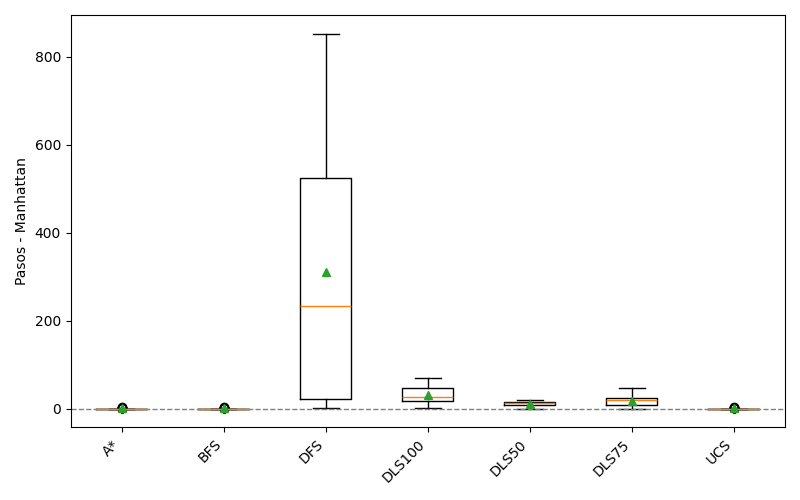 Pasos - Manhattan
800
600
400
200
0
A*
BFS
DFS
DLS100
DLS50
DLS75
UCS